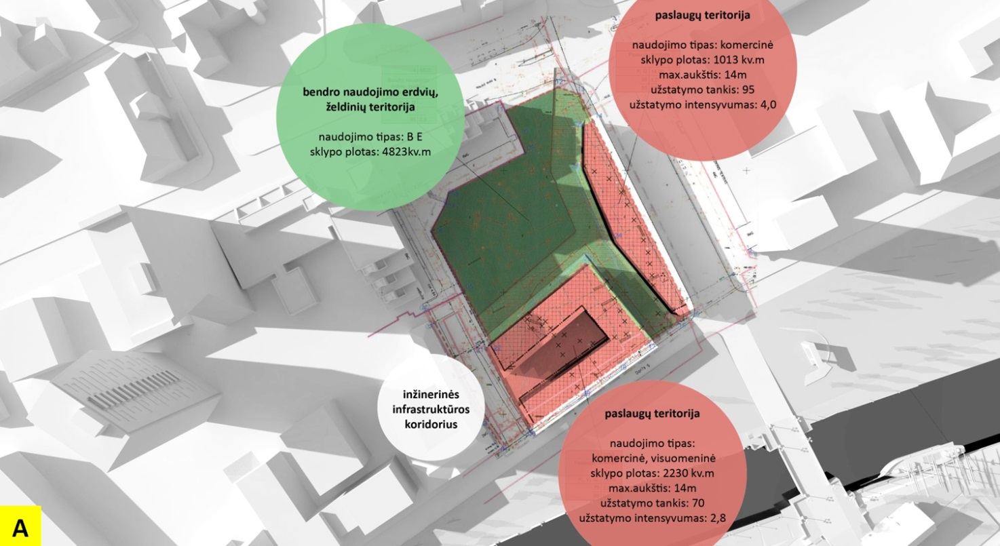 paslaugų teritorija
naudojimo tipas: komercinė
sklypo plotas: 1013 kv.m
max.aukštis: 14m
užstatymo tankis: 95
užstatymo intensyvumas: 4,0
bendro naudojimo erdvių,
želdinių teritorija
naudojimo tipas: B E
sklypo plotas: 4823kv.m
inžinerinės
infrastruktūros
koridorius
paslaugų teritorija
naudojimo tipas:
komercinė, visuomeninė
sklypo plotas: 2230 kv.m
max.aukštis: 14m
užstatymo tankis: 70
užstatymo intensyvumas: 2,8
A